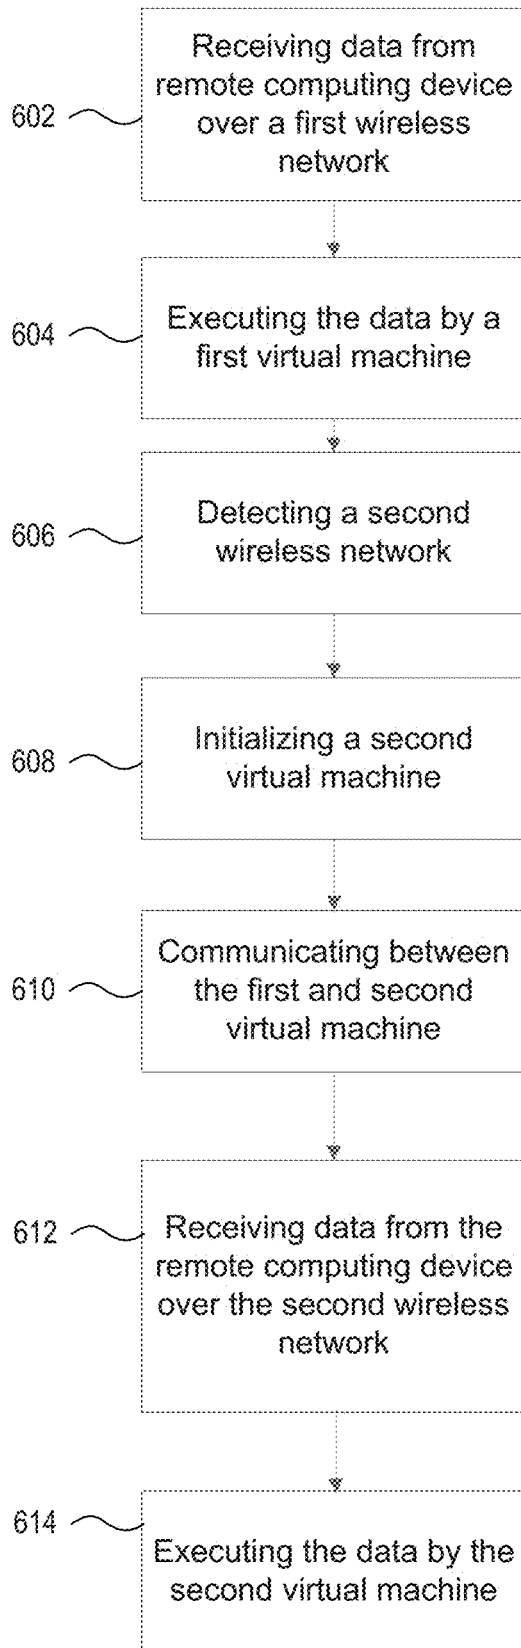 602
Receiving data from
remote computing device
over a first wireless
network
604
Executing the data by a
first virtual machine
606
Detecting a second
wireless network
608
Initializing a second
virtual machine
610
Communicating between
the first and second
virtual machine
612
Receiving data from the
remote computing device
over the second wireless
network
614
Executing the data by the
second virtual machine